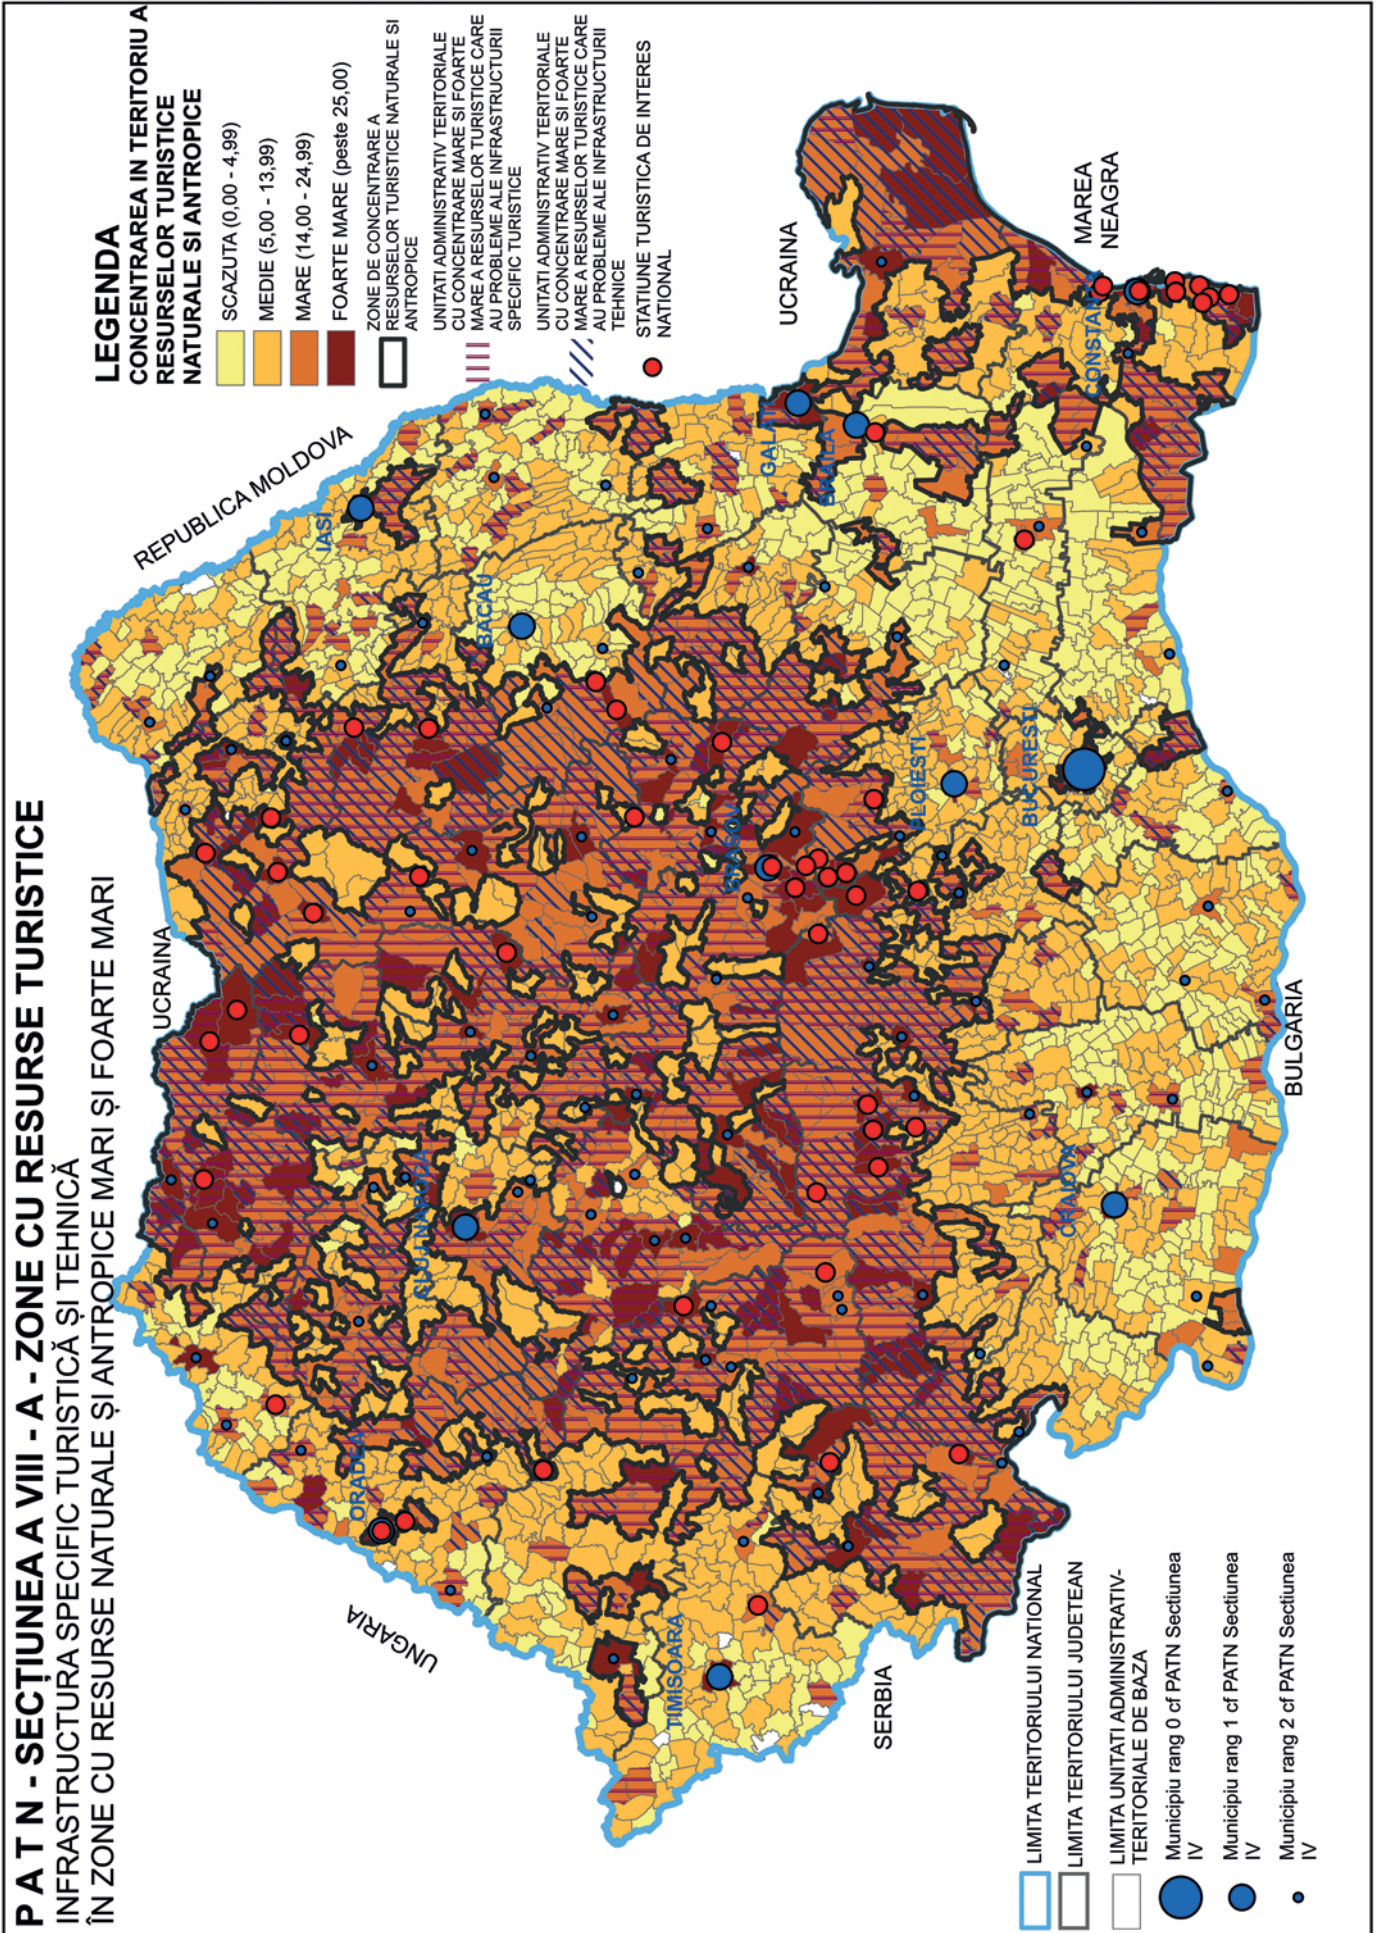 P A T N - SECȚIUNEA A VIII - A - ZONE CU RESURSE TURISTICE
INFRASTRUCTURA SPECIFIC TURISTICĂ ȘI TEHNICĂ
ÎN ZONE CU RESURSE NATURALE ȘI ANTROPICE MARI ȘI FOARTE MARI
LEGENDA
CONCENTRAREA IN TERITORIU A
RESURSELOR TURISTICE
NATURALE SI ANTROPICE
SCAZUTA (0,00 - 4,99)
MEDIE (5,00 - 13,99)
MARE (14,00 - 24,99)
FOARTE MARE (peste 25,00)
ZONE DE CONCENTRARE A
RESURSELOR TURISTICE NATURALE SI
ANTROPICE
UNITATI ADMINISTRATIV TERITORIALE
CU CONCENTRARE MARE SI FOARTE
MARE A RESURSELOR TURISTICE CARE
AU PROBLEME ALE INFRASTRUCTURII
SPECIFIC TURISTICE
UNITATI ADMINISTRATIV TERITORIALE
CU CONCENTRARE MARE SI FOARTE
MARE A RESURSELOR TURISTICE CARE
AU PROBLEME ALE INFRASTRUCTURII
TEHNICE
STATIUNE TURISTICA DE INTERES
NATIONAL
UCRAINA
REPUBLICA MOLDOVA
UNGARIA
IASI
ORADEA
CLUJ NAPOCA
BACAU
TIMISOARA
BRASOV
GALATI
UCRAINA
BRAILA
SERBIA
PLOIESTI
BUCURESTI
CRAIOVA
CONSTANTA
MAREA
NEAGRA
BULGARIA
LIMITA TERITORIULUI NATIONAL
LIMITA TERITORIULUI JUDETEAN
LIMITA UNITATI ADMINISTRATIV-
TERITORIALE DE BAZA
Municipiu rang 0 cf PATN Sectiunea
IV
Municipiu rang 1 cf PATN Sectiunea
IV
Municipiu rang 2 cf PATN Sectiunea
IV